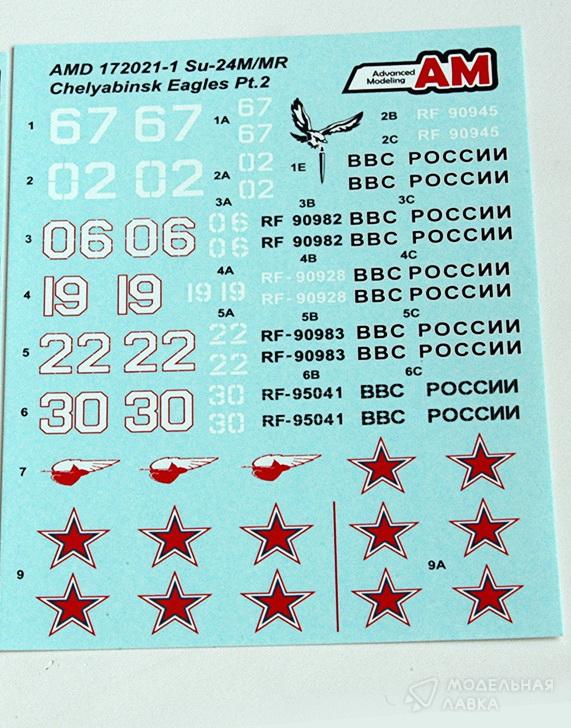 AMD 172021-1 Su-24M/MR
Chelyabinsk Eagles Pt.2
Advanced
Modeling
AM
1 67 67 1A 67 67
2B RF 90945
2C RF 90945
2 02 02 2A 02 02
1E ВВС РОССИИ
ВВС РОССИИ
3A 3B 3C
3 06 06 06 06
RF 90982 ВВС РОССИИ
RF 90982 ВВС РОССИИ
4A 4B 4C
4 19 19 19 19
RF-90928 ВВС РОССИИ
RF-90928 ВВС РОССИИ
5A 5B 5C
5 22 22 22 22
RF-90983 ВВС РОССИИ
RF-90983 ВВС РОССИИ
6B 6C
6 30 30 30 30
RF-95041 ВВС РОССИИ
RF-95041 ВВС РОССИИ
7
9 9A
МОДЕЛЬНАЯ
ЛАВКА